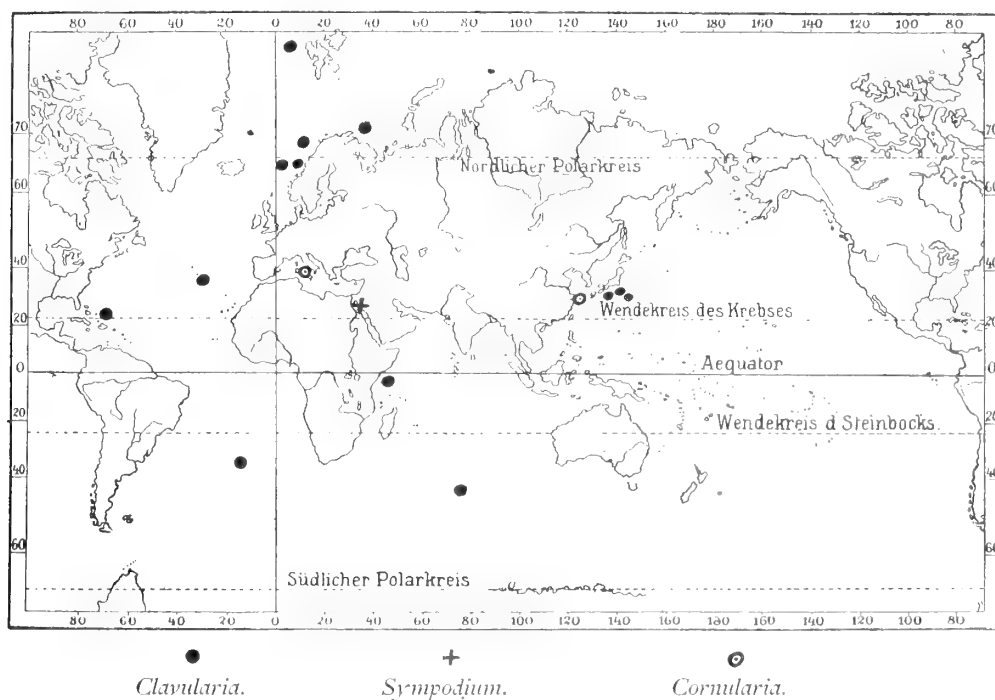 80 60 40 20 0 20 40 60 80 100 120 140 160 180 160 140 120 100 80
70 70
Nördlicher Polarkreis
60 60
40 40
Wendekreis des Krebses
20 20
Aequator
0 0
Wendekreis d Steinbocks.
20 20
40 40
60 60
Südlicher Polarkreis
80 60 40 20 0 20 40 60 80 100 120 140 160 180 160 140 120 100 80
Clavularia. Sympodium. Cornularia.